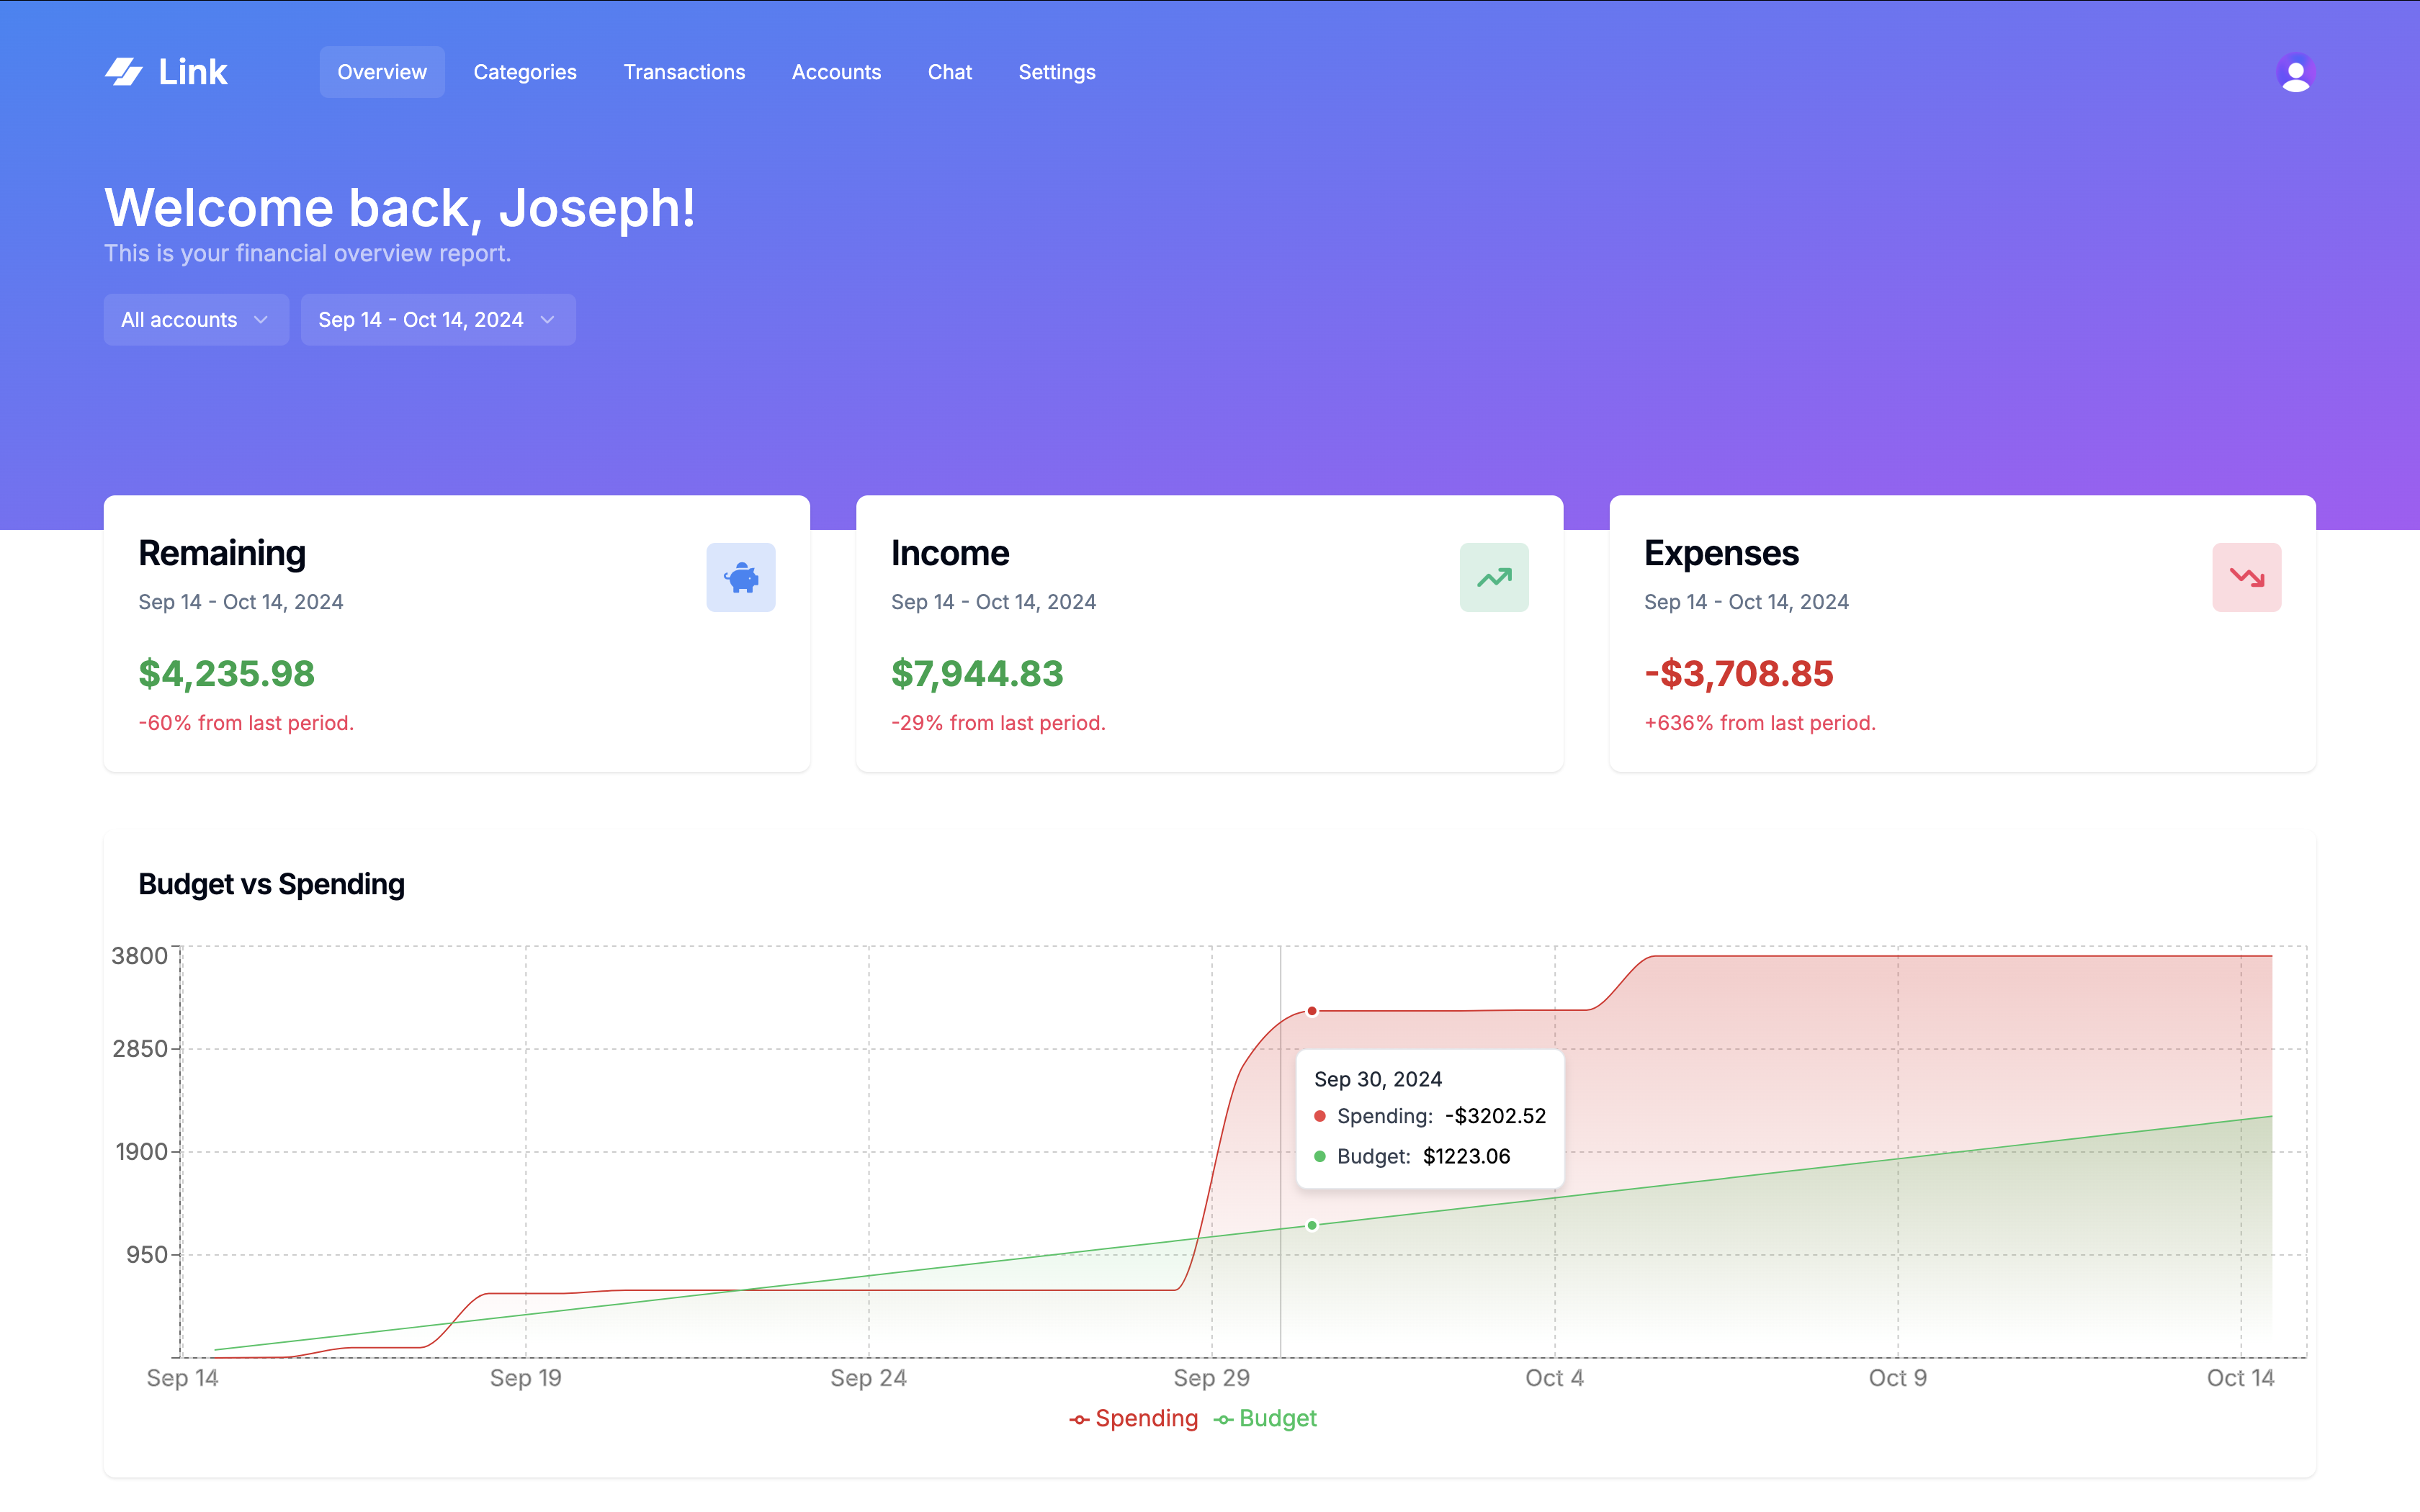 Link
Overview Categories Transactions Accounts Chat Settings
Welcome back, Joseph!
This is your financial overview report.
All accounts
Sep 14 - Oct 14, 2024
Remaining
Sep 14 - Oct 14, 2024
$4,235.98
-60% from last period.
Income
Sep 14 - Oct 14, 2024
$7,944.83
-29% from last period.
Expenses
Sep 14 - Oct 14, 2024
-$3,708.85
+636% from last period.
Budget vs Spending
3800
2850
1900
950
Sep 30, 2024
Spending: -$3202.52
Budget: $1223.06
Sep 14 Sep 19 Sep 24 Sep 29 Oct 4 Oct 9 Oct 14
Spending Budget